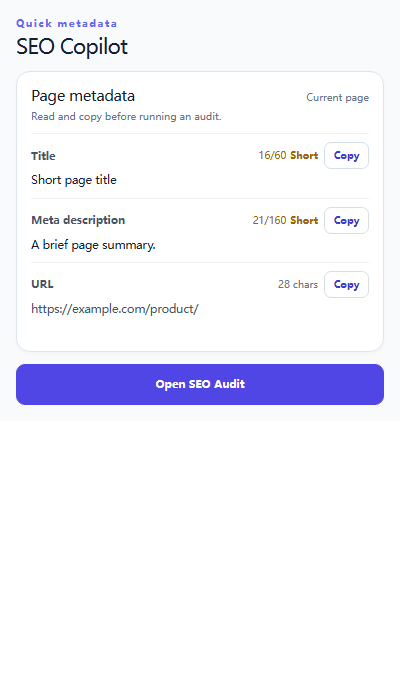 Quick metadata
SEO Copilot
Page metadata Current page
Read and copy before running an audit.
Title 16/60 Short Copy
Short page title
Meta description 21/160 Short Copy
A brief page summary.
URL 28 chars Copy
https://example.com/product/
Open SEO Audit